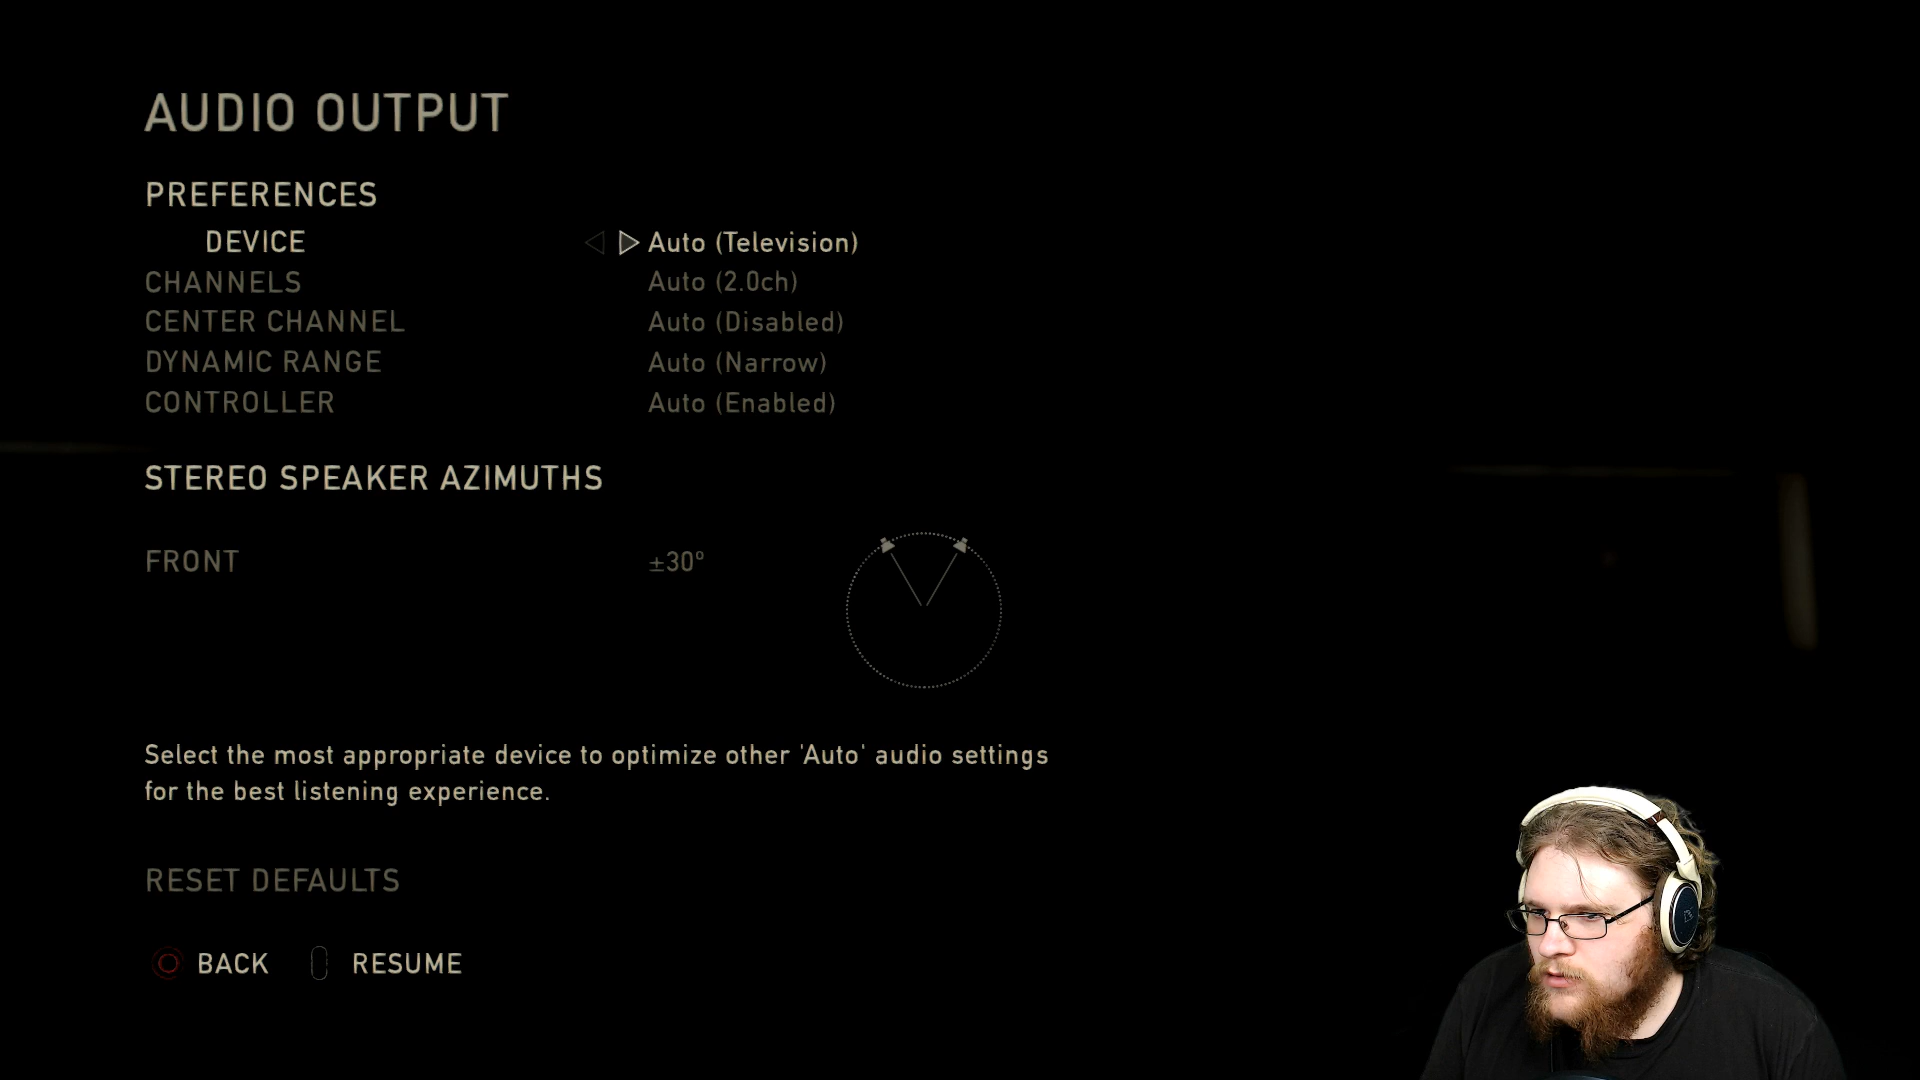 AUDIO OUTPUT
PREFERENCES
DEVICE Auto (Television)
CHANNELS Auto (2.0ch)
CENTER CHANNEL Auto (Disabled)
DYNAMIC RANGE Auto (Narrow)
CONTROLLER Auto (Enabled)
STEREO SPEAKER AZIMUTHS
FRONT ±30°
Select the most appropriate device to optimize other 'Auto' audio settings
for the best listening experience.
RESET DEFAULTS
BACK RESUME